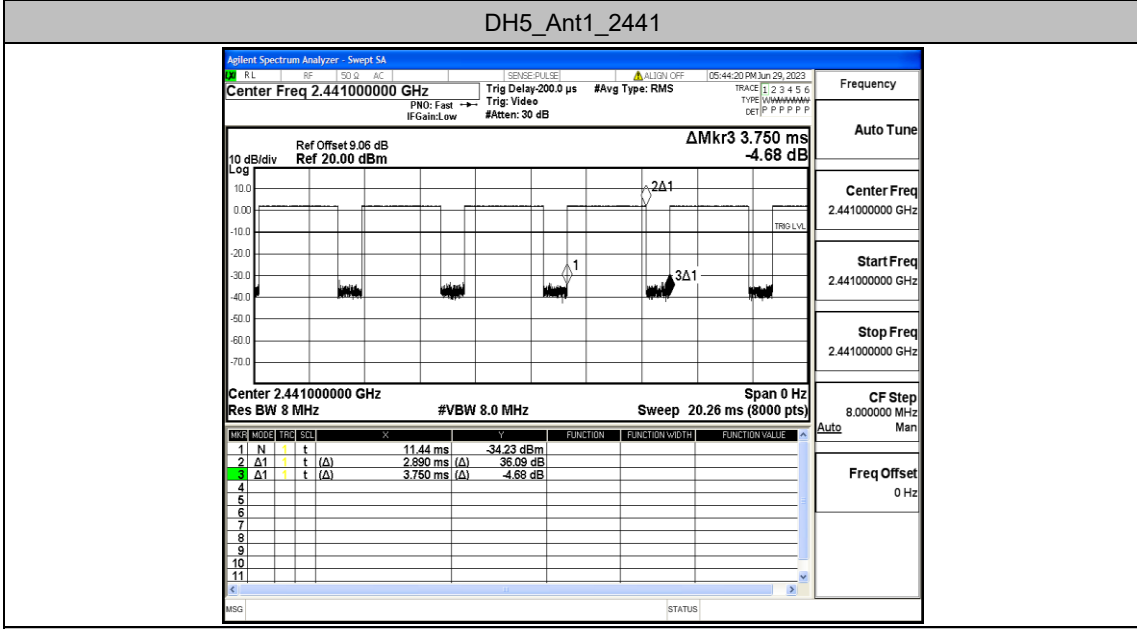 DH5_Ant1_2441
Agilent Spectrum Analyzer - Swept SA
LXI RL RF 50 Ω AC SENSE:PULSE ALIGN OFF 05:44:20 PM Jun 29, 2023
Center Freq 2.441000000 GHz
PNO: Fast
IFGain:Low
Trig Delay-200.0 µs
Trig: Video
#Atten: 30 dB
#Avg Type: RMS
TRACE 1 2 3 4 5 6
TYPE WWWWWW
DET P P P P P P
ΔMkr3 3.750 ms
-4.68 dB
Ref Offset 9.06 dB
10 dB/div Ref 20.00 dBm
Log
10.0
0.00
-10.0
-20.0
-30.0
-40.0
-50.0
-60.0
-70.0
2Δ1
TRIG LVL
1
3Δ1
Center 2.441000000 GHz Span 0 Hz
Res BW 8 MHz #VBW 8.0 MHz Sweep 20.26 ms (8000 pts)
MKR MODE TRC SCL X Y FUNCTION FUNCTION WIDTH FUNCTION VALUE
1 N 1 t 11.44 ms -34.23 dBm
2 Δ1 1 t (Δ) 2.890 ms (Δ) 36.09 dB
3 Δ1 1 t (Δ) 3.750 ms (Δ) -4.68 dB
4
5
6
7
8
9
10
11
MSG STATUS
Frequency
Auto Tune
Center Freq
2.441000000 GHz
Start Freq
2.441000000 GHz
Stop Freq
2.441000000 GHz
CF Step
8.000000 MHz
Auto Man
Freq Offset
0 Hz